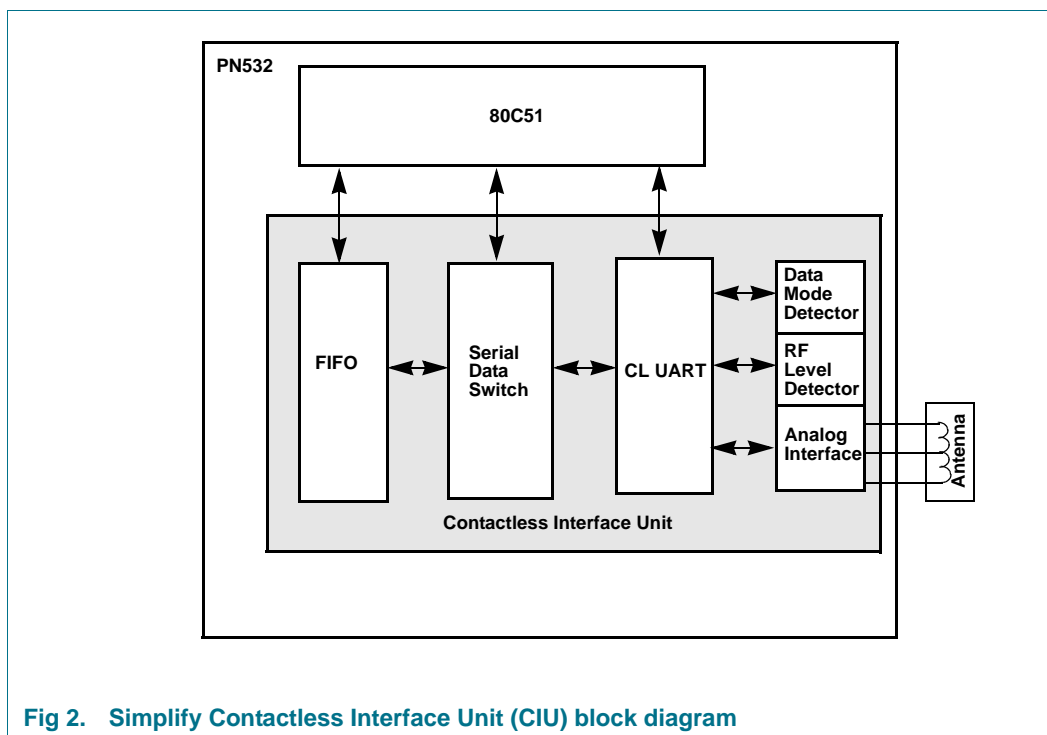 PN532
80C51
FIFO
Serial
Data
Switch
CL UART
Data
Mode
Detector
RF
Level
Detector
Analog
Interface
Antenna
Contactless Interface Unit
Fig 2. Simplify Contactless Interface Unit (CIU) block diagram